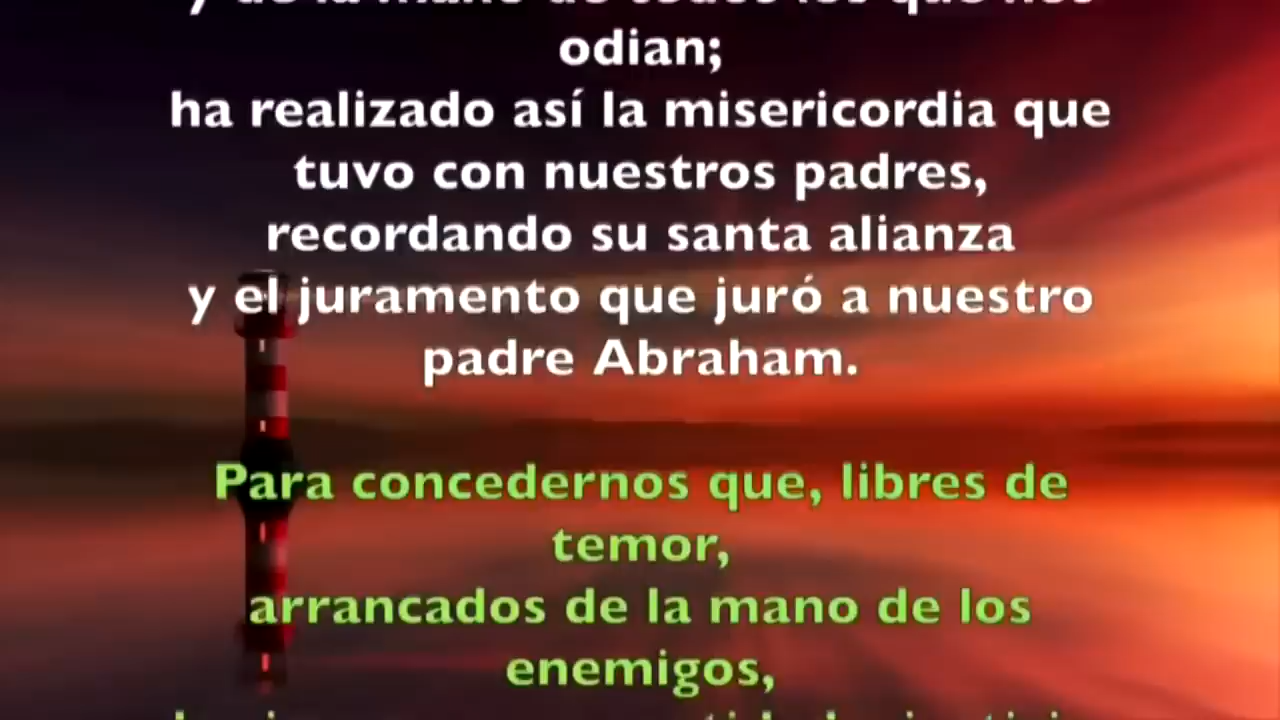 odian;
ha realizado así la misericordia que
tuvo con nuestros padres,
recordando su santa alianza
y el juramento que juró a nuestro
padre Abraham.
Para concedernos que, libres de
temor,
arrancados de la mano de los
enemigos,